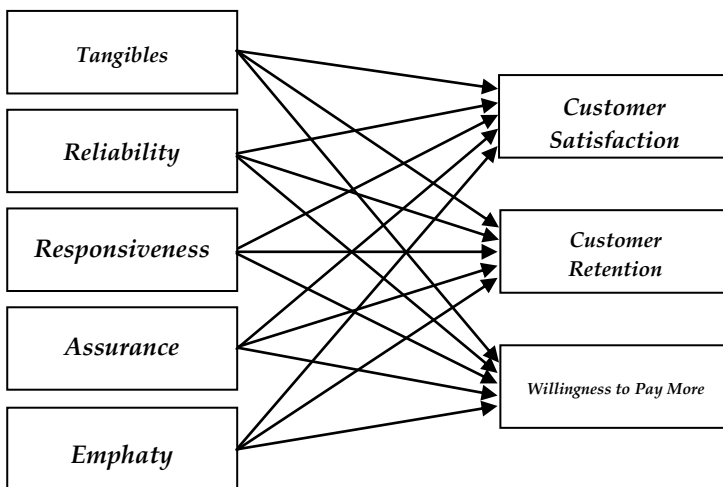 Tangibles
Reliability
Responsiveness
Assurance
Emphaty
Customer
Satisfaction
Customer
Retention
Willingness to Pay More